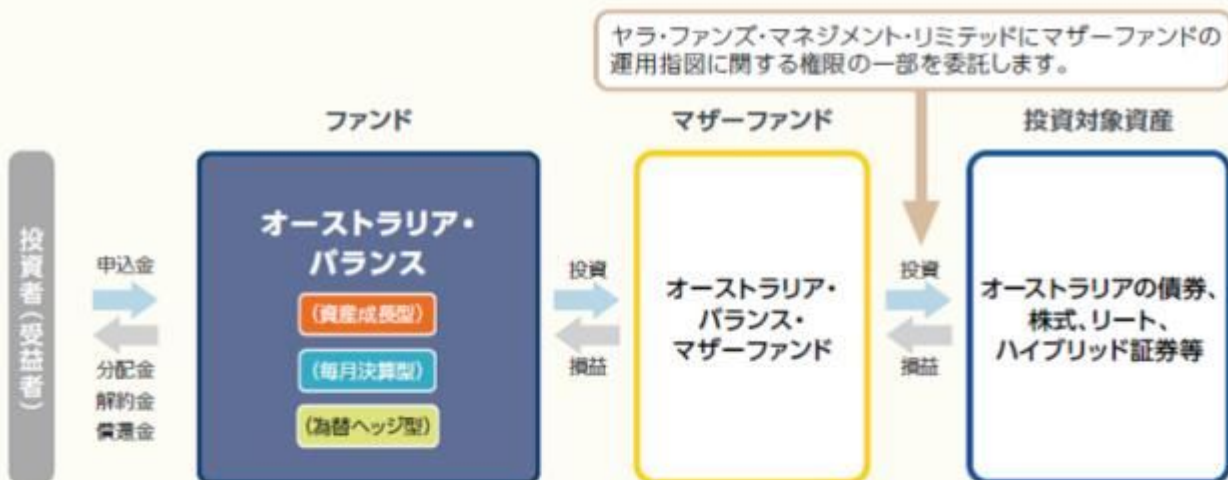 ヤラ・ファンズ・マネジメント・リミテッドにマザーファンドの
運用指図に関する権限の一部を委託します。
ファンド
マザーファンド
投資対象資産
投資者(受益者)
申込金
分配金
解約金
償還金
オーストラリア・
バランス
(資産成長型)
(毎月決算型)
(為替ヘッジ型)
投資
損益
オーストラリア・
バランス・
マザーファンド
投資
損益
オーストラリアの債券、
株式、リート、
ハイブリッド証券等